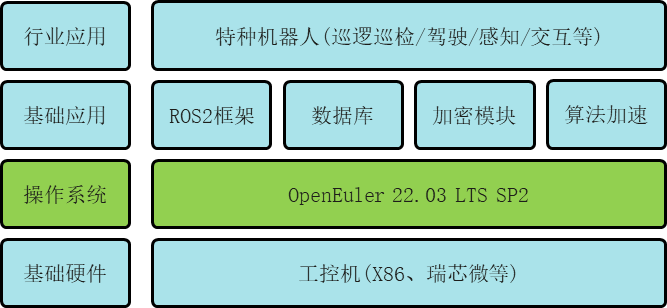 行业应用
特种机器人(巡逻巡检/驾驶/感知/交互等)
基础应用
ROS2框架
数据库
加密模块
算法加速
操作系统
OpenEuler 22.03 LTS SP2
基础硬件
工控机(X86、瑞芯微等)